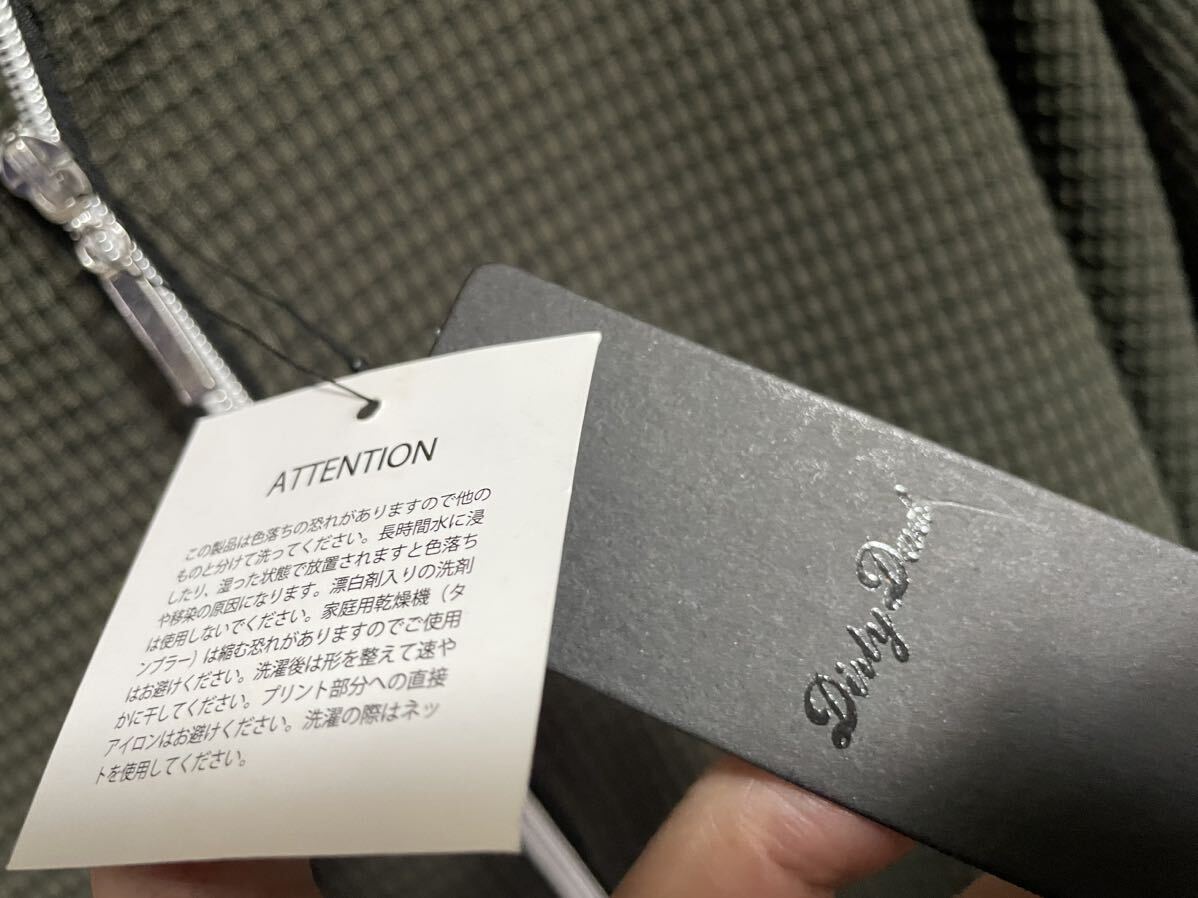 ATTENTION
この製品は色落ちの恐れがありますので他の
ものと分けて洗ってください。長時間水に浸
したり、湿った状態で放置されますと色落ち
や移染の原因になります。漂白剤入りの洗剤
は使用しないでください。家庭用乾燥機（タ
ンブラー）は縮む恐れがありますのでご使用
はお避けください。洗濯後は形を整えて速や
かに干してください。プリント部分への直接
アイロンはお避けください。洗濯の際はネッ
トを使用してください。